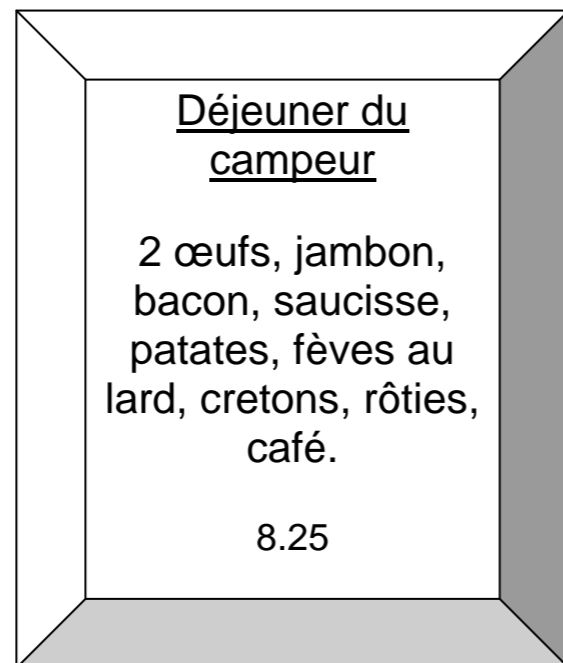 Déjeuner du
campeur
2 œufs, jambon,
bacon, saucisse,
patates, fèves au
lard, cretons, rôties,
café.
8.25